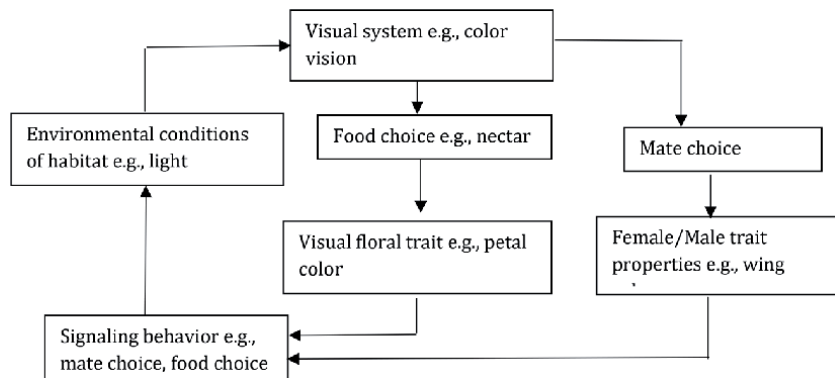 Visual system e.g., color
vision
Environmental conditions
of habitat e.g., light
Food choice e.g., nectar
Mate choice
Visual floral trait e.g., petal
color
Female/Male trait
properties e.g., wing
Signaling behavior e.g.,
mate choice, food choice